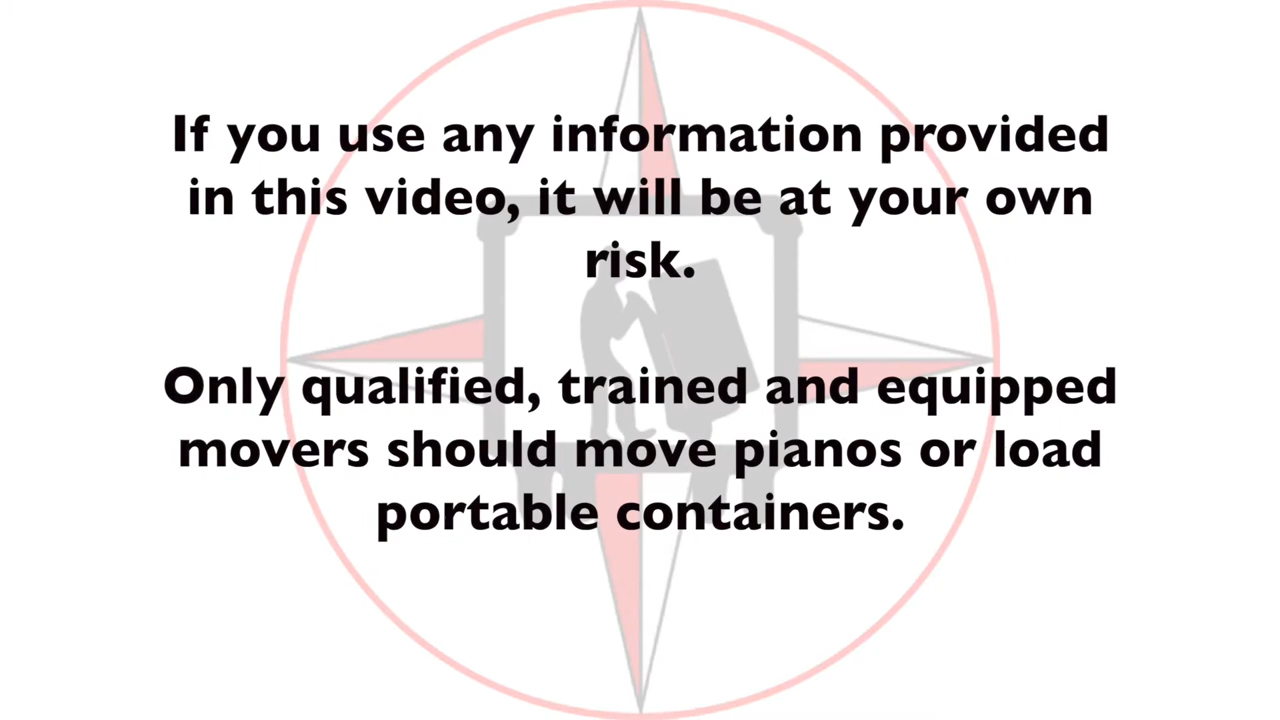 If you use any information provided
in this video, it will be at your own
risk.
Only qualified, trained and equipped
movers should move pianos or load
portable containers.